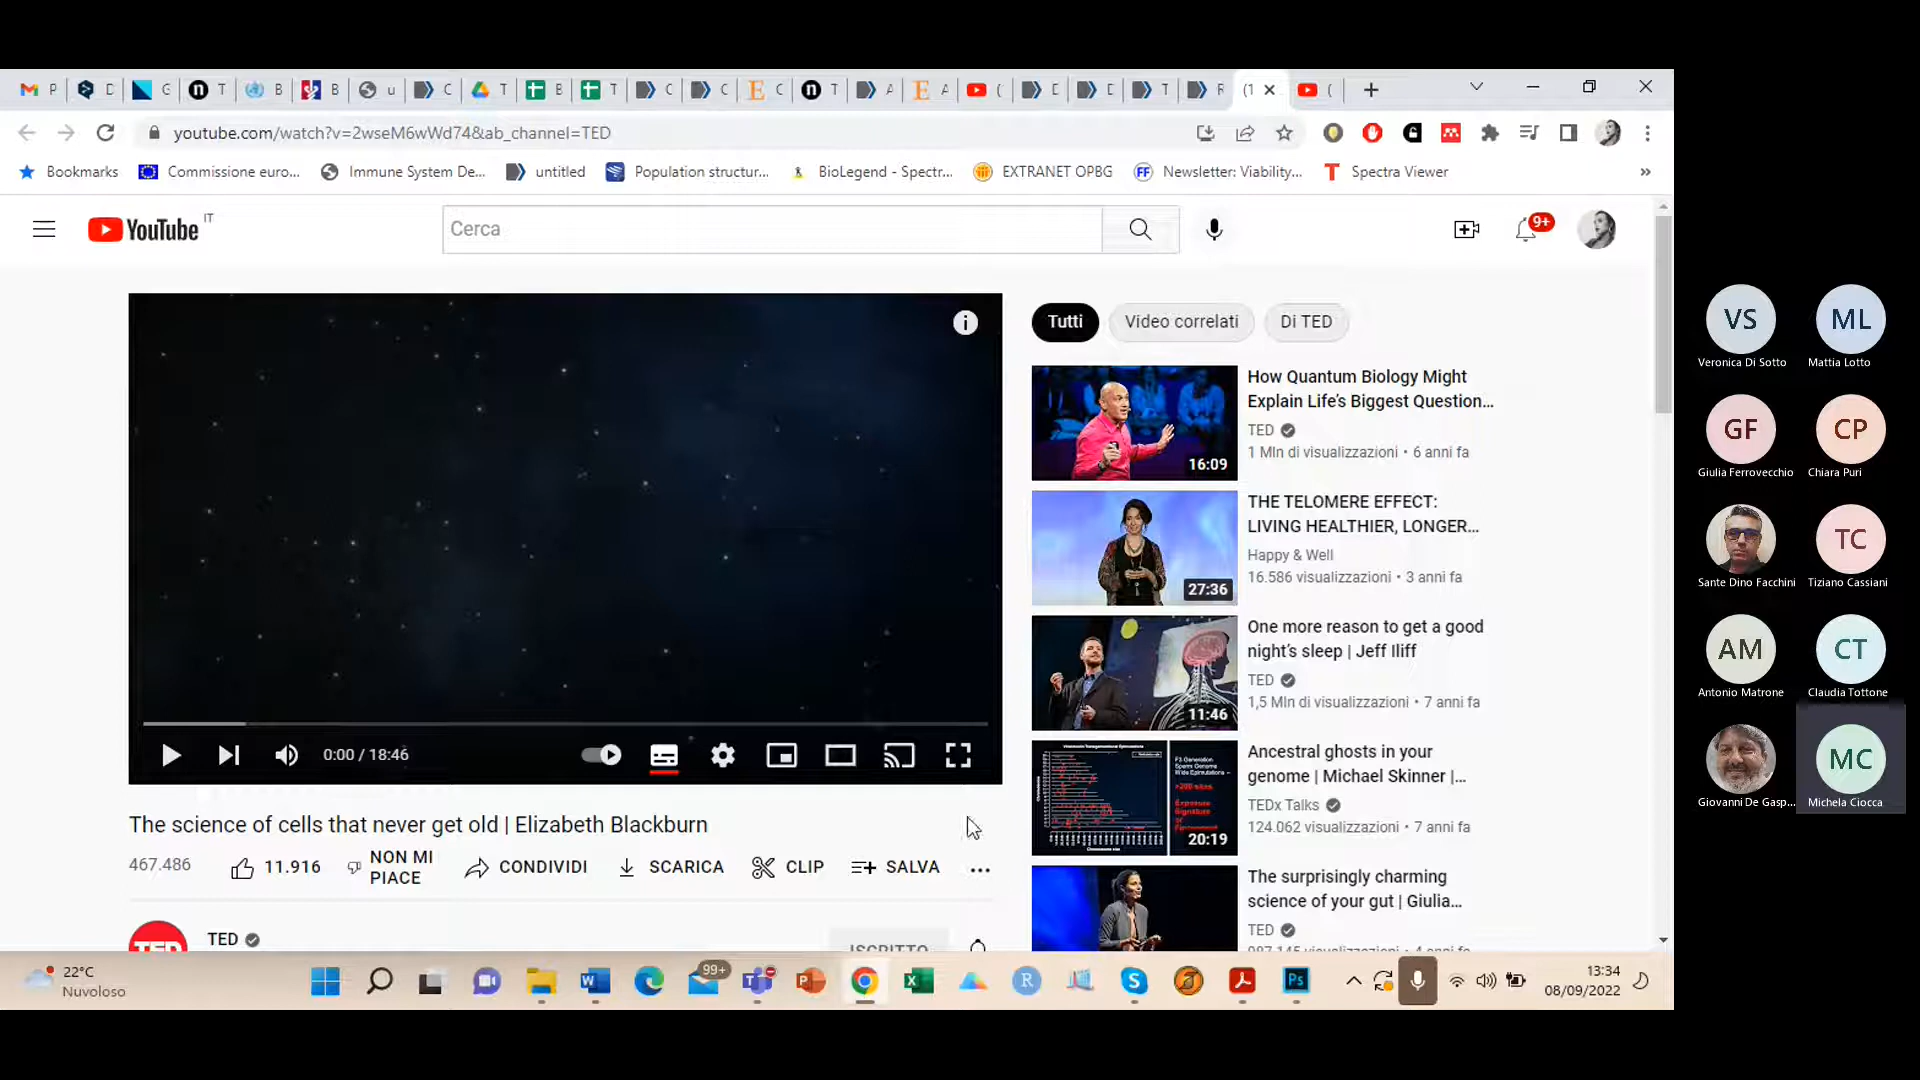 P
D
G
T
B
B
u
C
T
B
T
C
C
C
T
A
A
(
E
D
T
R
(1
(
youtube.com/watch?v=2wseM6wWd74&ab_channel=TED
Bookmarks
Commissione euro...
Immune System De...
untitled
Population structur...
BioLegend - Spectr...
EXTRANET OPBG
Newsletter: Viability...
Spectra Viewer
YouTube IT
Cerca
9+
Tutti
Video correlati
Di TED
How Quantum Biology Might
Explain Life's Biggest Question...
TED
1 Mln di visualizzazioni • 6 anni fa
16:09
THE TELOMERE EFFECT:
LIVING HEALTHIER, LONGER...
Happy & Well
16.586 visualizzazioni • 3 anni fa
27:36
One more reason to get a good
night's sleep | Jeff Iliff
TED
1,5 Mln di visualizzazioni • 7 anni fa
11:46
Ancestral ghosts in your
genome | Michael Skinner |...
TEDx Talks
124.062 visualizzazioni • 7 anni fa
20:19
The surprisingly charming
science of your gut | Giulia...
TED
0:00 / 18:46
The science of cells that never get old | Elizabeth Blackburn
467.486
11.916
NON MI
PIACE
CONDIVIDI
SCARICA
CLIP
SALVA
TED
TED
ISCRITTO
22°C
Nuvoloso
99+
13:34
08/09/2022
VS
Veronica Di Sotto
ML
Mattia Lotto
GF
Giulia Ferrovecchio
CP
Chiara Puri
Sante Dino Facchini
TC
Tiziano Cassiani
AM
Antonio Matrone
CT
Claudia Tottone
Giovanni De Gasp...
MC
Michela Ciocca